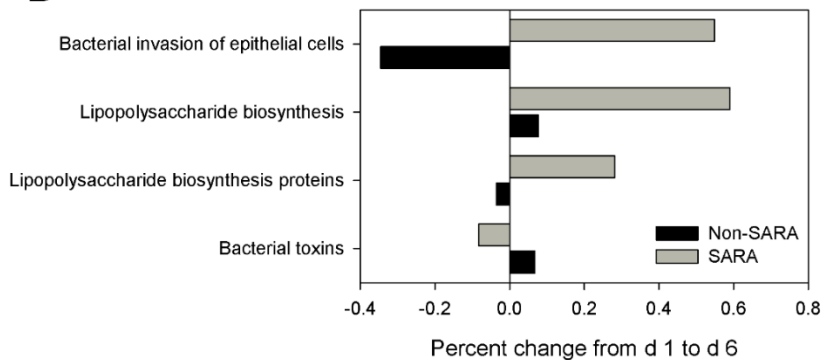 Bacterial invasion of epithelial cells
Lipopolysaccharide biosynthesis
Lipopolysaccharide biosynthesis proteins
Bacterial toxins
Non-SARA
SARA
-0.4 -0.2 0.0 0.2 0.4 0.6 0.8
Percent change from d 1 to d 6